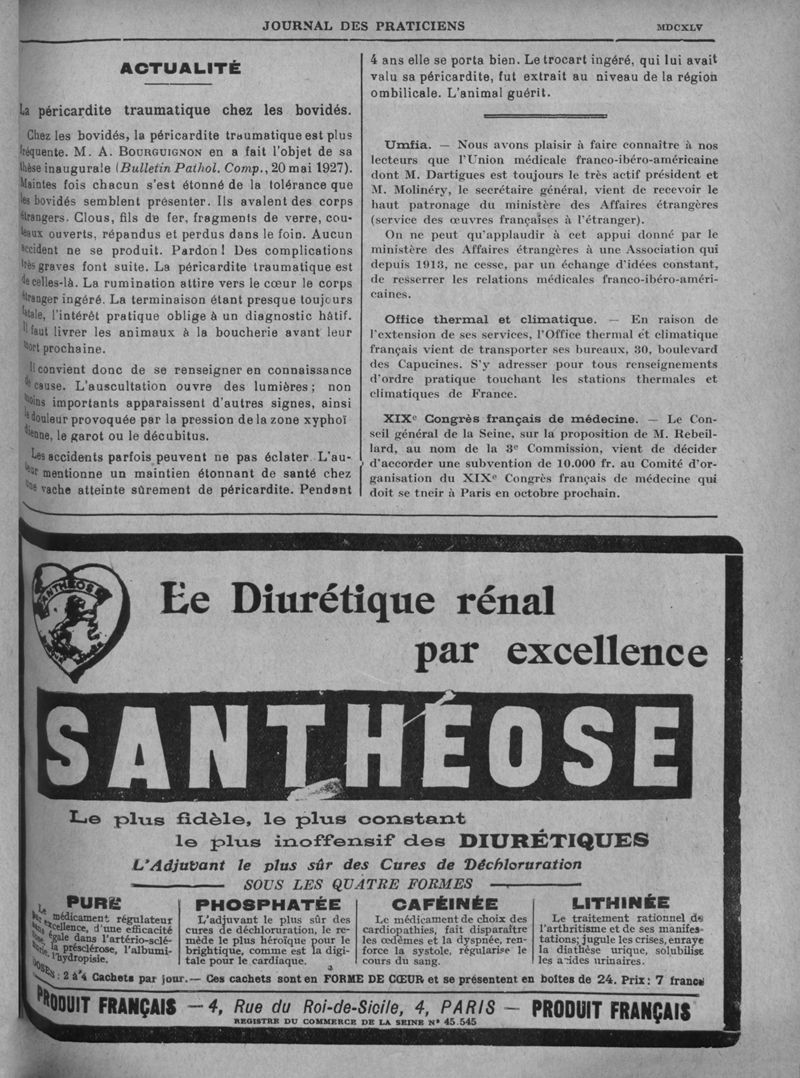 JOURNAL DES PRATICIENS
MDCXLV
ACTUALITÉ
La péricardite traumatique chez les bovidés.
Chez les bovidés, la péricardite traumatique est plus
fréquente. M. A. BOURGUIGNON en a fait l'objet de sa
thèse inaugurale (Bulletin Pathol. Comp., 20 mai 1927).
Maintes fois chacun s'est étonné de la tolérance que
les bovidés semblent présenter. Ils avalent des corps
étrangers. Clous, fils de fer, fragments de verre, cou-
teaux ouverts, répandus et perdus dans le foin. Aucun
accident ne se produit. Pardon ! Des complications
très graves font suite. La péricardite traumatique est
de celles-là. La rumination attire vers le cœur le corps
étranger ingéré. La terminaison étant presque toujours
fatale, l'intérêt pratique oblige à un diagnostic hâtif.
Il faut livrer les animaux à la boucherie avant leur
mort prochaine.
Il convient donc de se renseigner en connaissance
de cause. L'auscultation ouvre des lumières ; non
moins importants apparaissent d'autres signes, ainsi
la douleur provoquée par la pression de la zone xyphoï
dienne, le garot ou le décubitus.
Les accidents parfois peuvent ne pas éclater L'au-
teur mentionne un maintien étonnant de santé chez
une vache atteinte sûrement de péricardite. Pendant
4 ans elle se porta bien. Le trocart ingéré, qui lui avait
valu sa péricardite, fut extrait au niveau de la région
ombilicale. L'animal guérit.
Umfia. — Nous avons plaisir à faire connaître à nos
lecteurs que l'Union médicale franco-ibéro-américaine
dont M. Dartigues est toujours le très actif président et
M. Molinéry, le secrétaire général, vient de recevoir le
haut patronage du ministère des Affaires étrangères
(service des œuvres françaises à l'étranger).
On ne peut qu'applaudir à cet appui donné par le
ministère des Affaires étrangères à une Association qui
depuis 1913, ne cesse, par un échange d'idées constant,
de resserrer les relations médicales franco-ibéro-améri-
caines.
Office thermal et climatique. — En raison de
l'extension de ses services, l'Office thermal et climatique
français vient de transporter ses bureaux, 30, boulevard
des Capucines. S'y adresser pour tous renseignements
d'ordre pratique touchant les stations thermales et
climatiques de France.
XIXe Congrès français de médecine. — Le Con-
seil général de la Seine, sur la proposition de M. Rebeil-
lard, au nom de la 3e Commission, vient de décider
d'accorder une subvention de 10.000 fr. au Comité d'or-
ganisation du XIXe Congrès français de médecine qui
doit se tneir à Paris en octobre prochain.
SANTHÉOSE
Le Diurétique rénal
par excellence
SANTHÉOSE
Le plus fidèle, le plus constant
le plus inoffensif des DIURÉTIQUES
L'Adjuvant le plus sûr des Cures de Déchloruration
SOUS LES QUATRE FORMES
PURE
Le médicament régulateur
par excellence, d'une efficacité
sans égale dans l'artério-sclé-
rose, la présclérose, l'albumi-
nurie, l'hydropisie.
PHOSPHATÉE
L'adjuvant le plus sûr des
cures de déchloruration, le re-
mède le plus héroïque pour le
brightique, comme est la digi-
tale pour le cardiaque.
CAFÉINÉE
Le médicament de choix des
cardiopathies, fait disparaître
les œdèmes et la dyspnée, ren-
force la systole, régularise le
cours du sang.
LITHINÉE
Le traitement rationnel de
l'arthritisme et de ses manifes-
tations; jugule les crises, enraye
la diathèse urique, solubilise
les acides urinaires.
DOSES : 2 à 4 Cachets par jour. — Ces cachets sont en FORME DE CŒUR et se présentent en boîtes de 24. Prix : 7 francs
PRODUIT FRANÇAIS — 4, Rue du Roi-de-Sicile, 4, PARIS — PRODUIT FRANÇAIS
REGISTRE DU COMMERCE DE LA SEINE N° 45.545